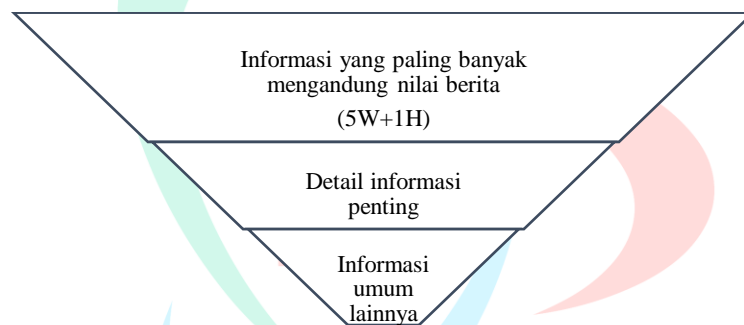 Informasi yang paling banyak
mengandung nilai berita
(5W+1H)
Detail informasi
penting
Informasi
umum
lainnya